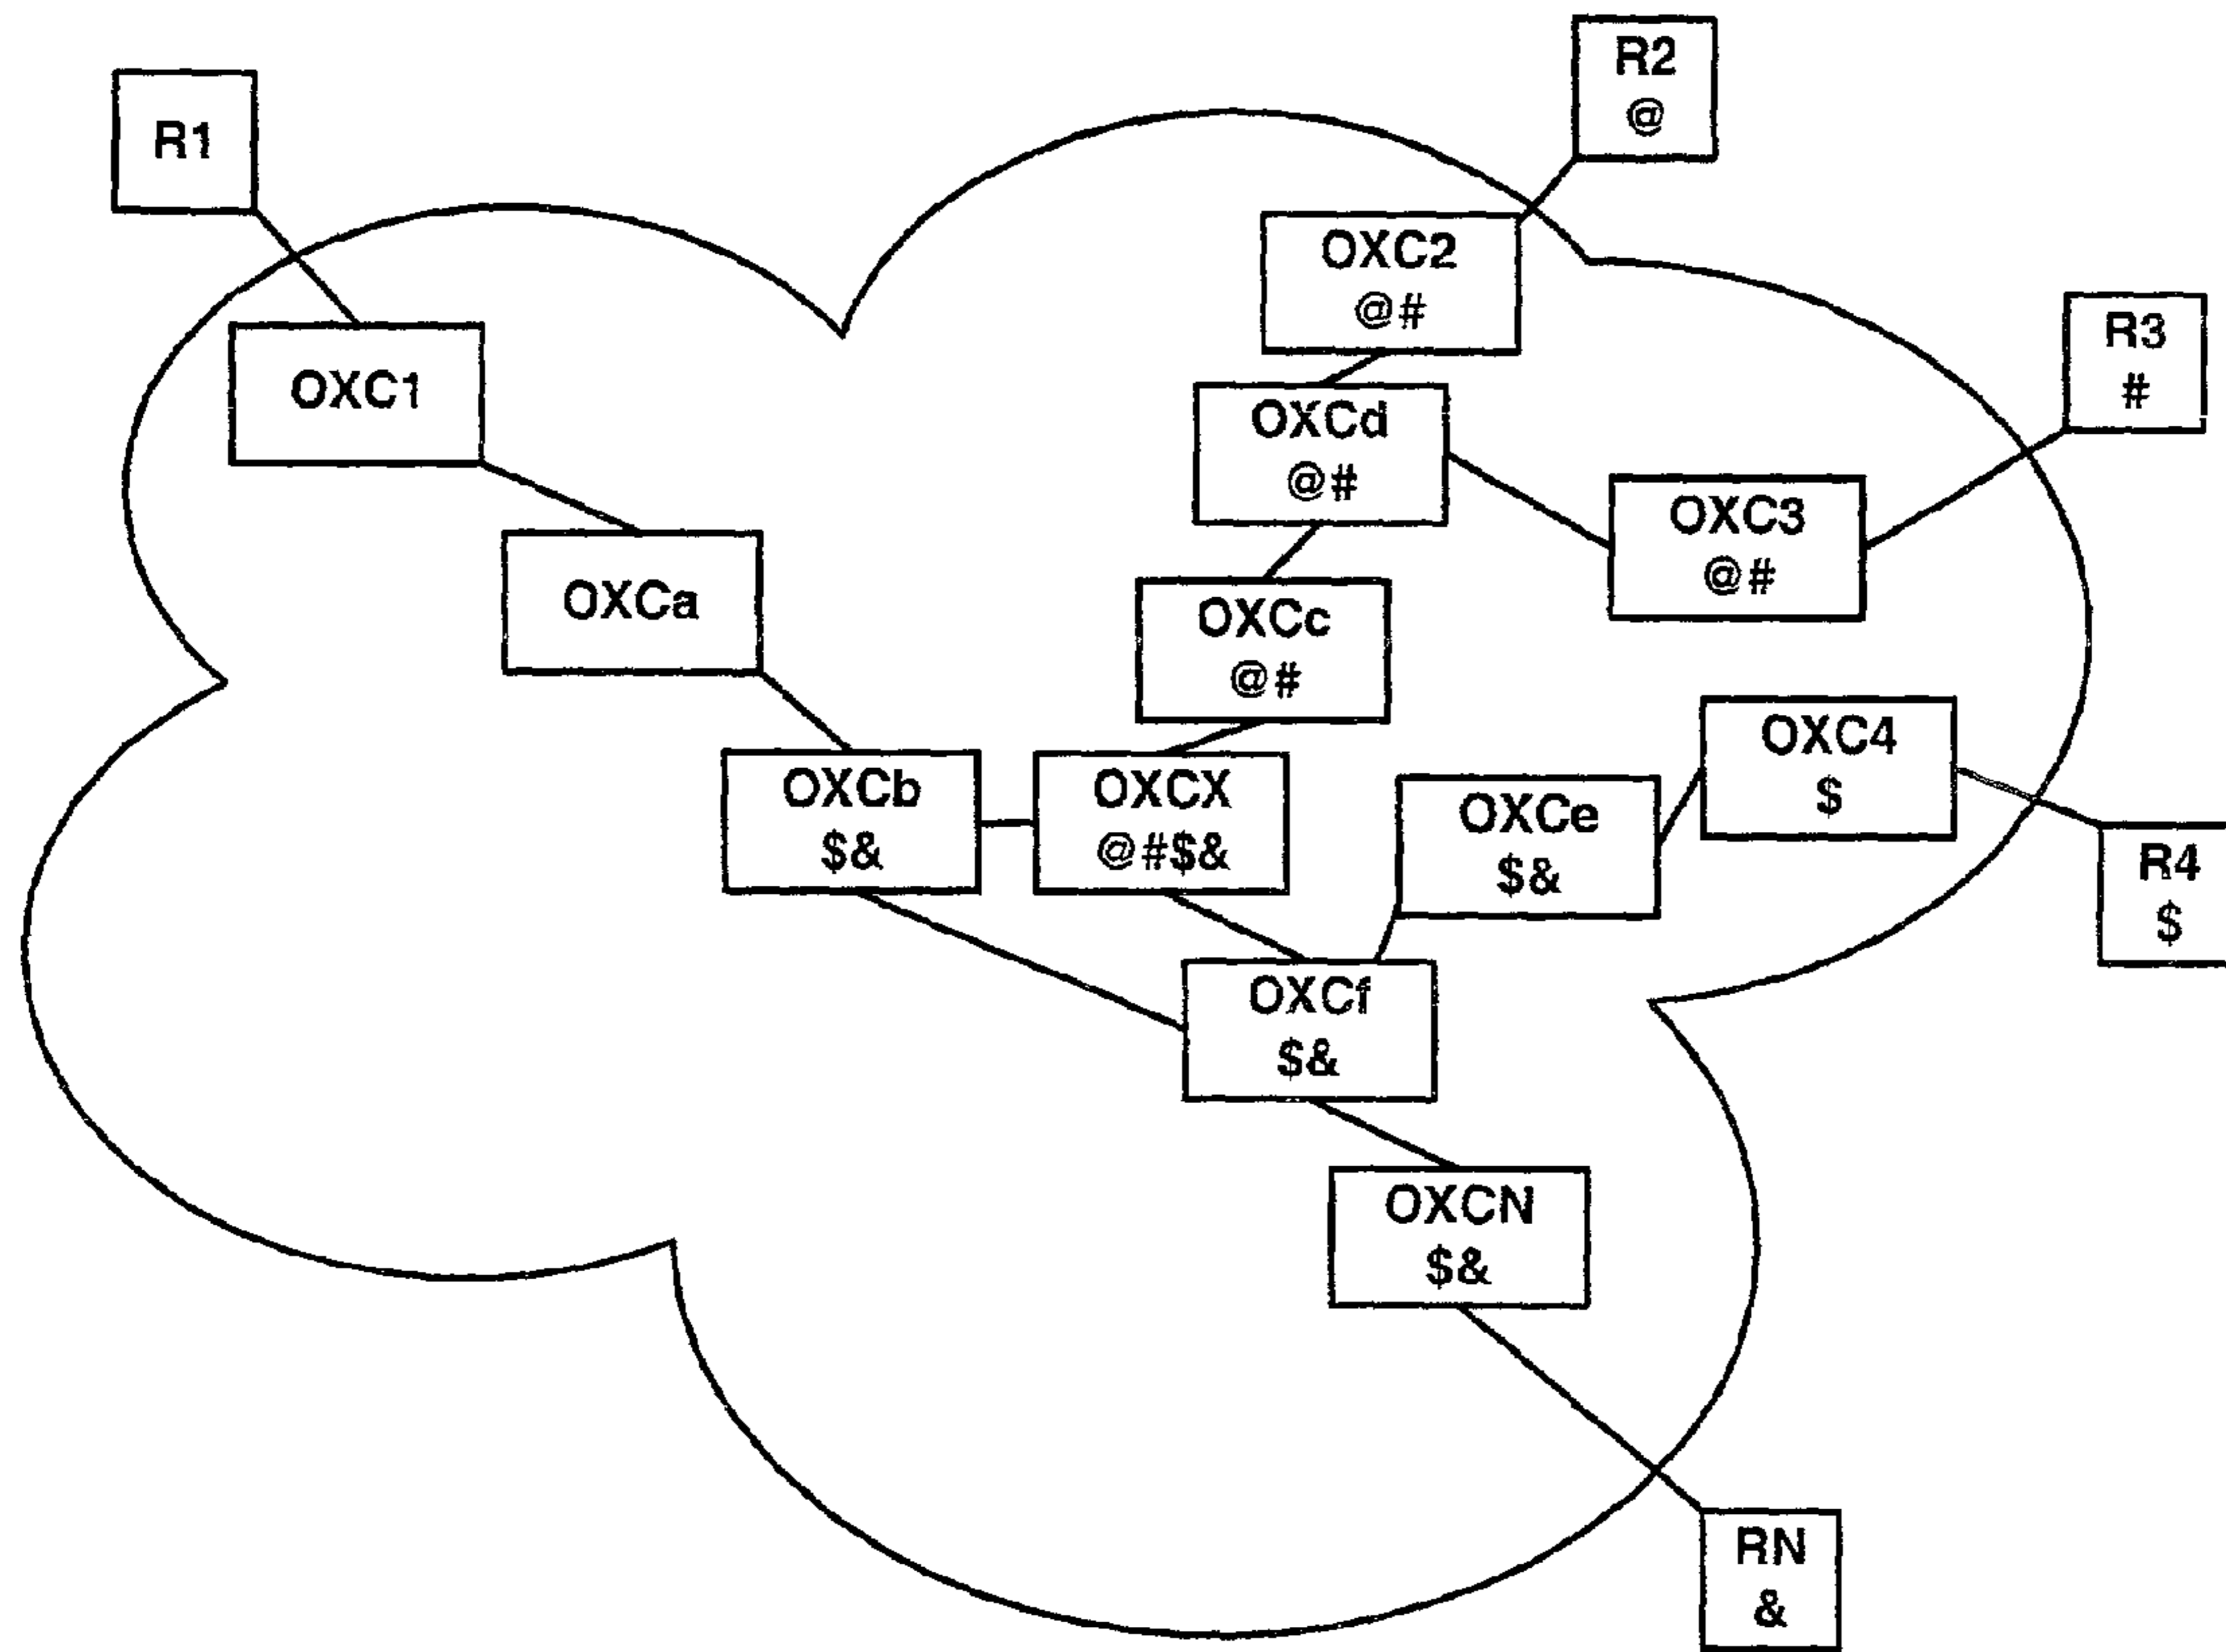 R1
R2
@
OXC2
@#
R3
#
OXC1
OXCd
@#
OXC3
@#
OXCa
OXCc
@#
OXC4
$
OXCb
$&
OXCX
@#$&
OXCe
$&
R4
$
OXCf
$&
OXCN
$&
RN
&